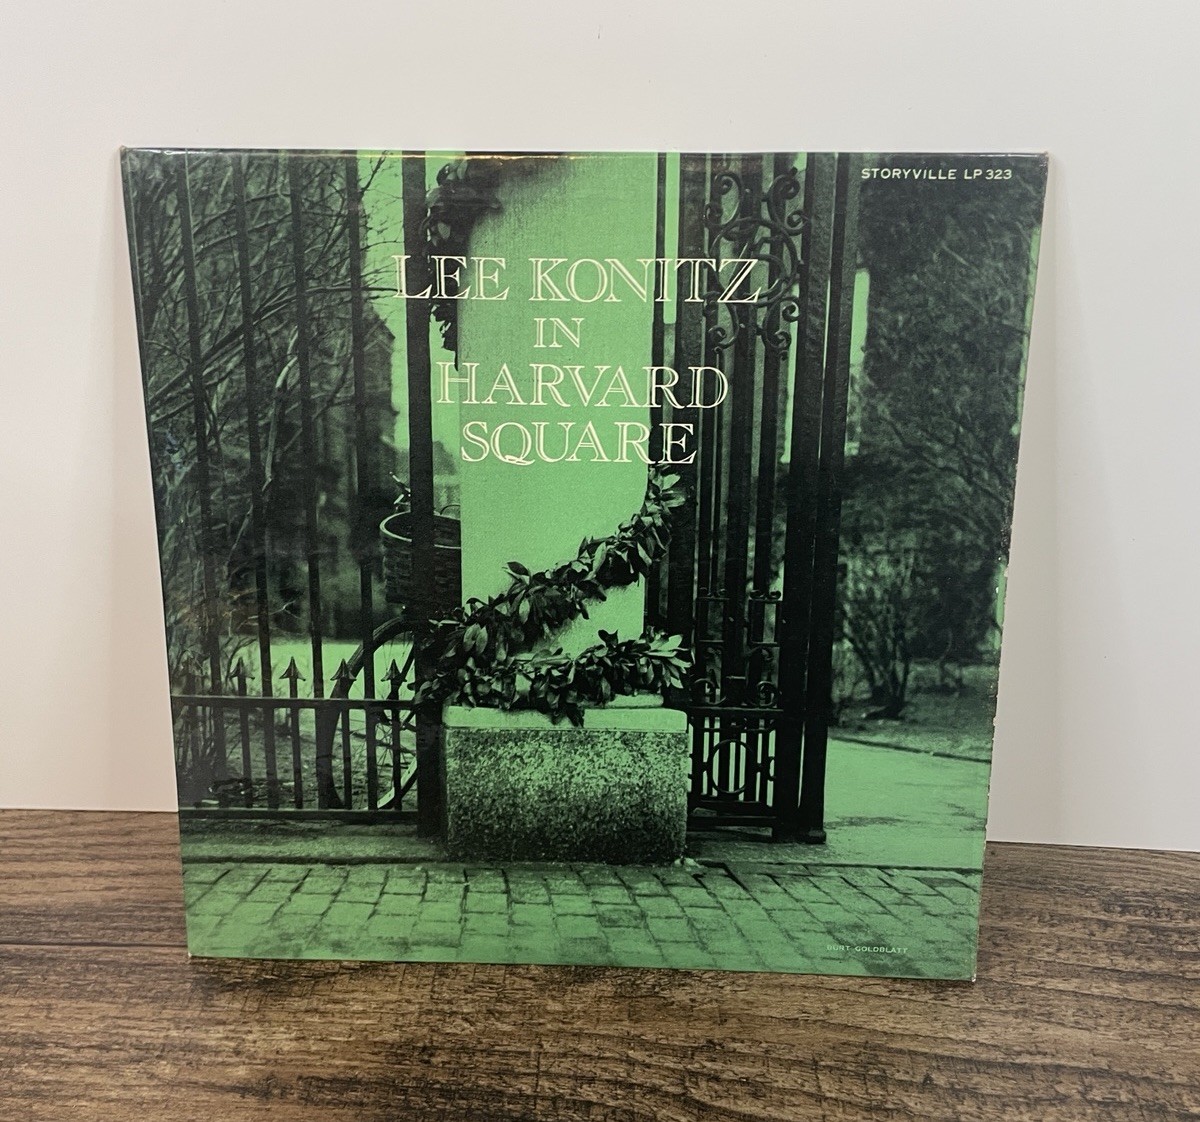 STORYVILLE LP 323
LEE KONITZ
IN
HARVARD
SQUARE
BURT GOLDBLATT